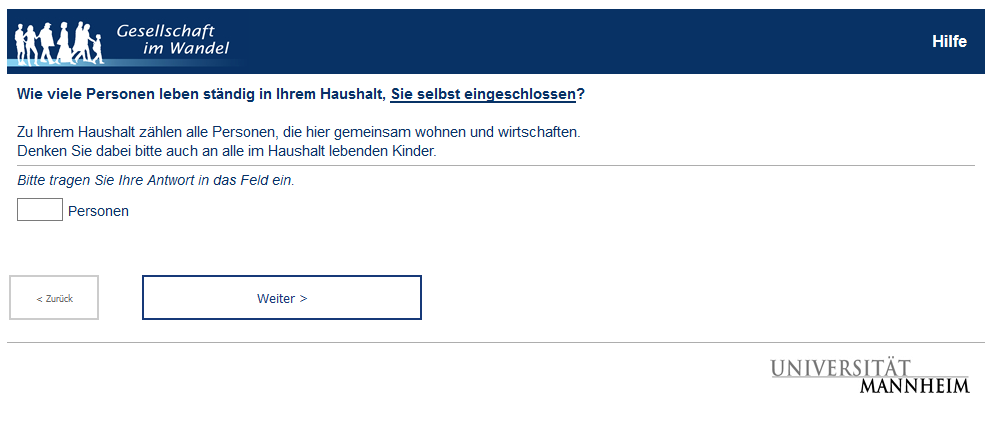 Gesellschaft
im Wandel
Hilfe
Wie viele Personen leben ständig in Ihrem Haushalt, Sie selbst eingeschlossen?
Zu Ihrem Haushalt zählen alle Personen, die hier gemeinsam wohnen und wirtschaften.
Denken Sie dabei bitte auch an alle im Haushalt lebenden Kinder.
Bitte tragen Sie Ihre Antwort in das Feld ein.
Personen
< Zurück
Weiter >
UNIVERSITÄT
MANNHEIM